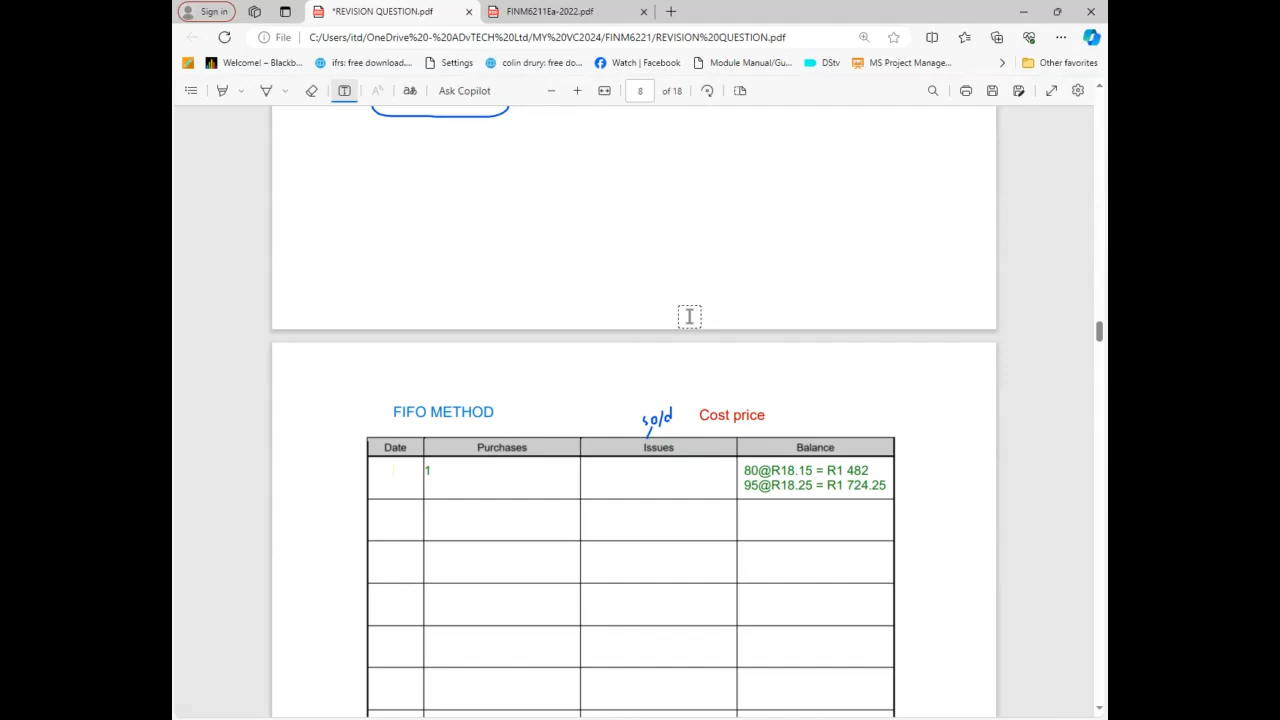 Sign in
*REVISION QUESTION.pdf
FINM6211Ea-2022.pdf
File
C:/Users/itd/OneDrive%20-%20ADvTECH%20Ltd/MY%20VC2024/FINM6221/REVISION%20QUESTION.pdf
Welcome! – Blackb...
ifrs: free download....
Settings
colin drury: free do...
Watch | Facebook
Module Manual/Gu...
DStv
MS Project Manage...
Other favorites
Ask Copilot
8 of 18
FIFO METHOD
sold
Cost price
Date Purchases Issues Balance
1 80@R18.15 = R1 482
95@R18.25 = R1 724.25